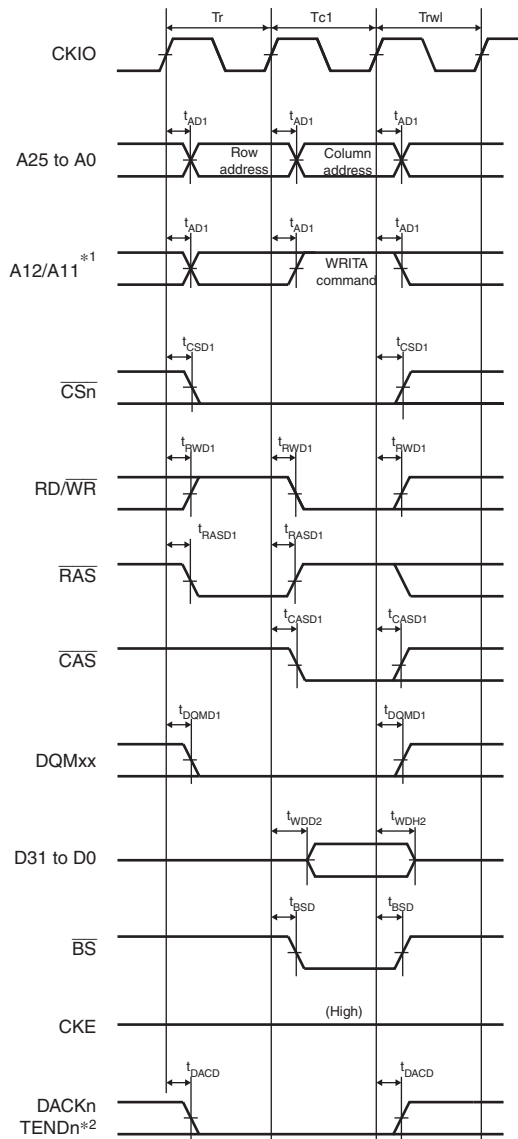 Tr Tc1 Trwl
CKIO
tAD1 tAD1 tAD1
A25 to A0
Row
address
Column
address
tAD1 tAD1 tAD1
A12/A11*1
WRITA
command
tCSD1 tCSD1
CSn
tRWD1 tRWD1 tRWD1
RD/WR
tRASD1 tRASD1
RAS
tCASD1 tCASD1
CAS
tDQMD1 tDQMD1
DQMxx
tWDD2 tWDH2
D31 to D0
tBSD tBSD
BS
(High)
CKE
tDACD tDACD
DACKn
TENDn*2